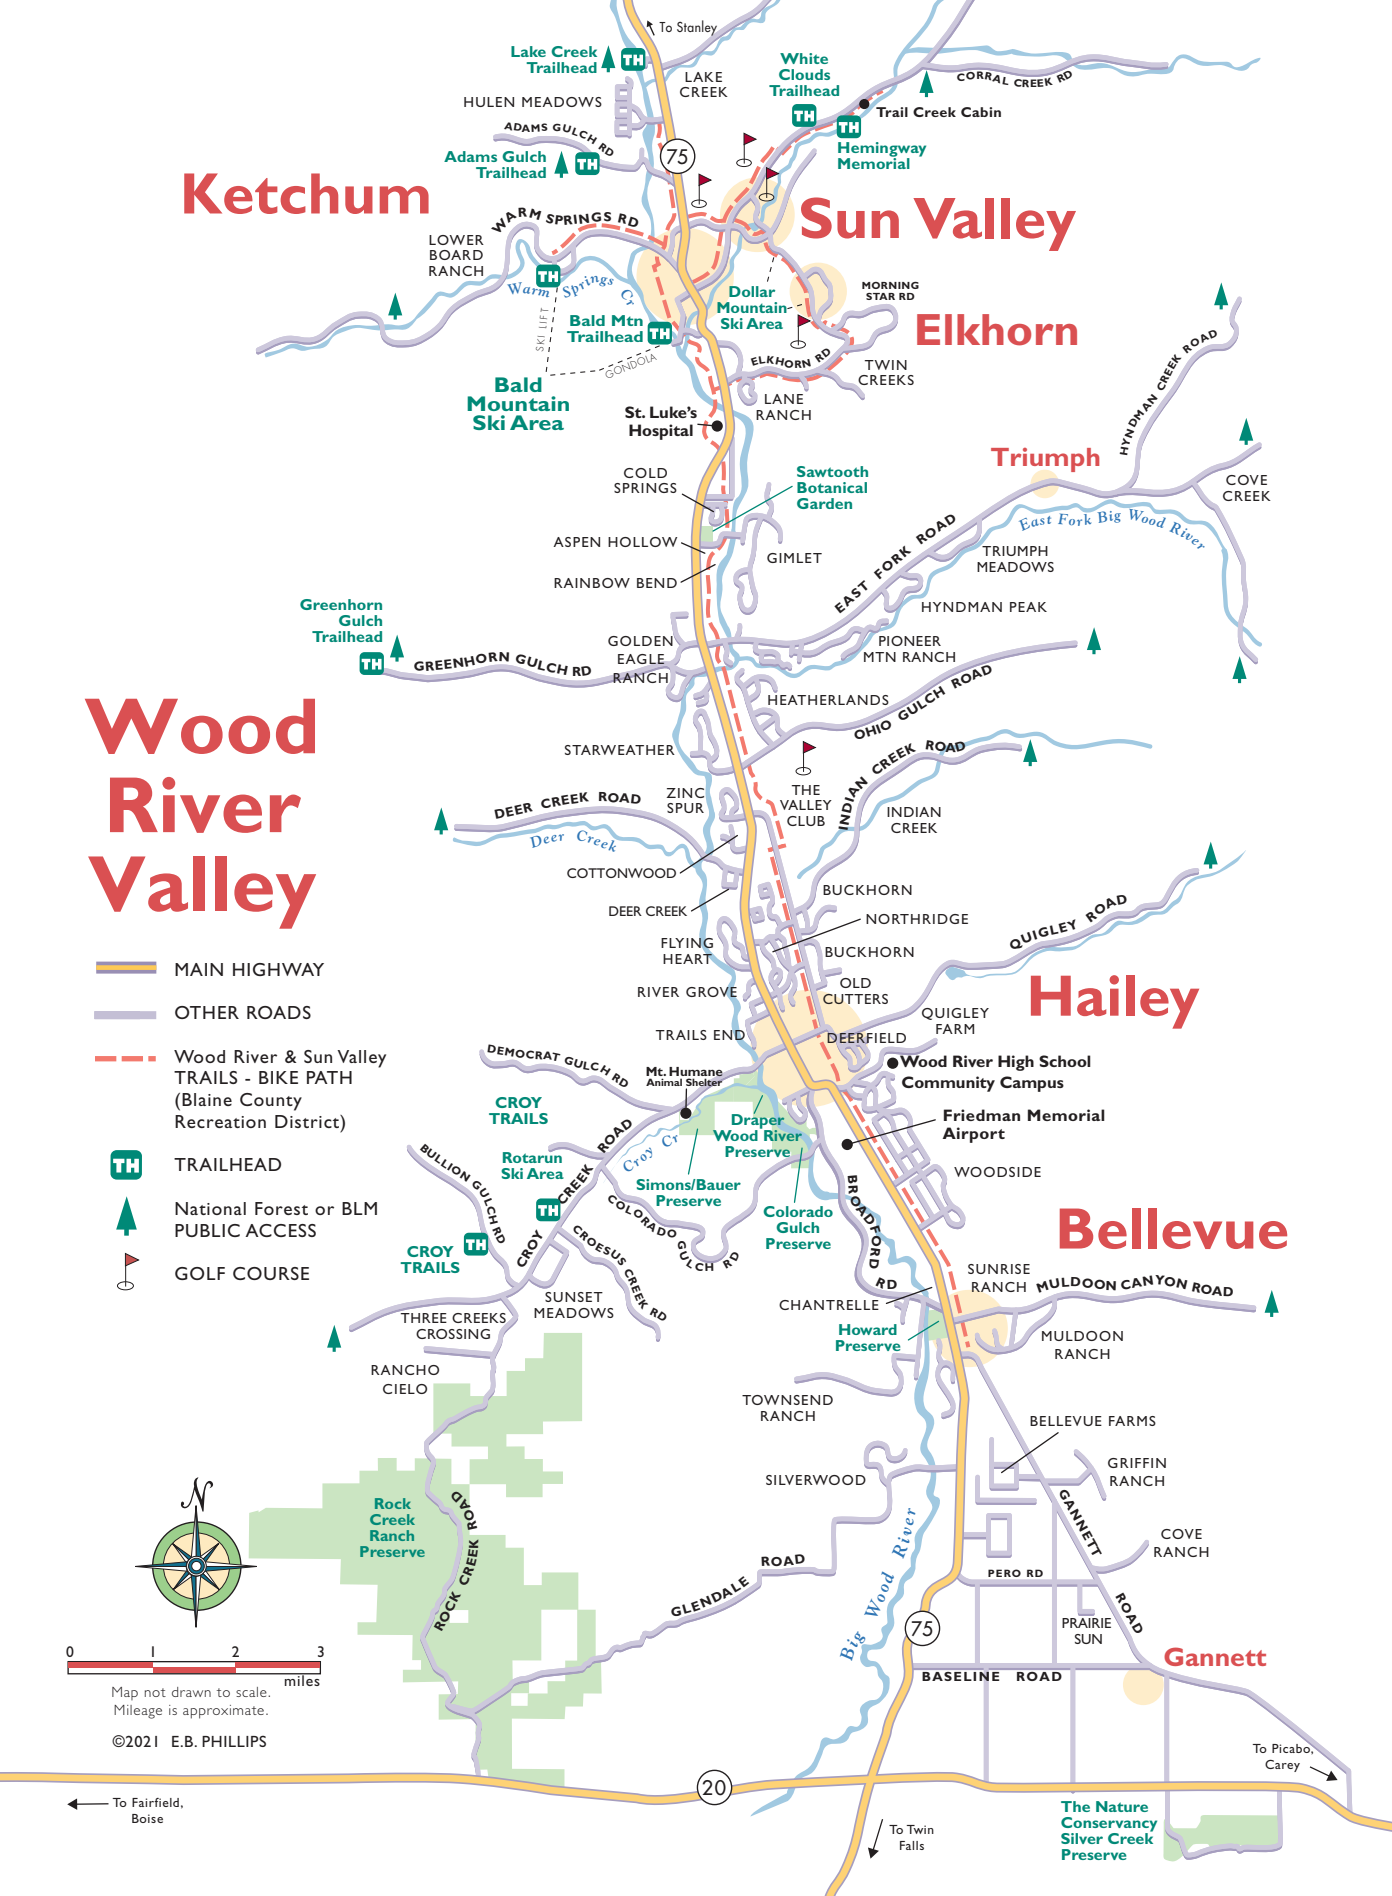 To Stanley
Lake Creek
Trailhead
TH
LAKE
CREEK
HULEN MEADOWS
ADAMS GULCH RD
Adams Gulch
Trailhead
TH
75
White
Clouds
Trailhead
TH
TH
CORRAL CREEK RD
Trail Creek Cabin
Hemingway
Memorial
Ketchum
Sun Valley
WARM SPRINGS RD
LOWER
BOARD
RANCH
TH
Warm Springs Cr
SKI LIFT
GONDOLA
Bald Mtn
Trailhead
TH
Bald
Mountain
Ski Area
Dollar
Mountain
Ski Area
MORNING
STAR RD
Elkhorn
ELKHORN RD
TWIN
CREEKS
LANE
RANCH
St. Luke's
Hospital
HYNDMAN CREEK ROAD
Triumph
COVE
CREEK
COLD
SPRINGS
Sawtooth
Botanical
Garden
EAST FORK ROAD
East Fork Big Wood River
ASPEN HOLLOW
GIMLET
TRIUMPH
MEADOWS
RAINBOW BEND
HYNDMAN PEAK
Greenhorn
Gulch
Trailhead
TH
GREENHORN GULCH RD
GOLDEN
EAGLE
RANCH
PIONEER
MTN RANCH
HEATHERLANDS
OHIO GULCH ROAD
Wood
River
Valley
STARWEATHER
THE
VALLEY
CLUB
INDIAN CREEK ROAD
INDIAN
CREEK
ZINC
SPUR
DEER CREEK ROAD
Deer Creek
COTTONWOOD
DEER CREEK
BUCKHORN
NORTHRIDGE
QUIGLEY ROAD
FLYING
HEART
BUCKHORN
RIVER GROVE
OLD
CUTTERS
Hailey
TRAILS END
DEERFIELD
QUIGLEY
FARM
MAIN HIGHWAY
OTHER ROADS
Wood River & Sun Valley
TRAILS - BIKE PATH
(Blaine County
Recreation District)
TH
TRAILHEAD
National Forest or BLM
PUBLIC ACCESS
GOLF COURSE
DEMOCRAT GULCH RD
Mt. Humane
Animal Shelter
Wood River High School
Community Campus
CROY
TRAILS
Draper
Wood River
Preserve
Friedman Memorial
Airport
Croy Cr
Rotarun
Ski Area
TH
CROY CREEK ROAD
BULLION GULCH RD
TH
CROY
TRAILS
Simons/Bauer
Preserve
COLORADO GULCH RD
Colorado
Gulch
Preserve
WOODSIDE
BROADFORD RD
Bellevue
CROESUS CREEK RD
SUNSET
MEADOWS
SUNRISE
RANCH
MULDOON CANYON ROAD
CHANTRELLE
THREE CREEKS
CROSSING
Howard
Preserve
MULDOON
RANCH
RANCHO
CIELO
TOWNSEND
RANCH
BELLEVUE FARMS
SILVERWOOD
GRIFFIN
RANCH
N
Rock
Creek
Ranch
Preserve
ROCK CREEK ROAD
GANNETT ROAD
COVE
RANCH
Big Wood River
PERO RD
GLENDALE ROAD
PRAIRIE
SUN
75
Gannett
BASELINE ROAD
0 1 2 3
miles
Map not drawn to scale.
Mileage is approximate.
©2021 E.B. PHILLIPS
To Picabo,
Carey
20
To Fairfield,
Boise
To Twin
Falls
The Nature
Conservancy
Silver Creek
Preserve